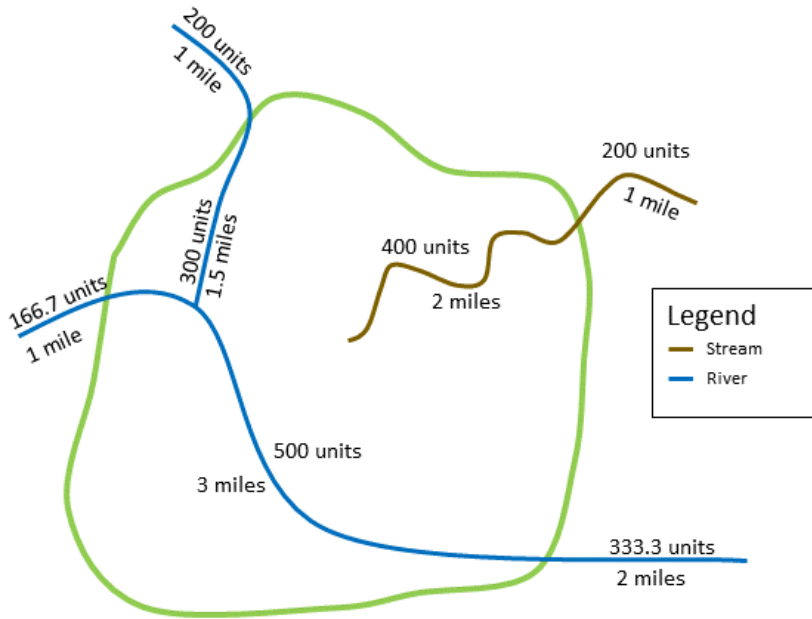 200 units
1 mile
200 units
1 mile
300 units
1.5 miles
400 units
2 miles
166.7 units
1 mile
Legend
Stream
River
500 units
3 miles
333.3 units
2 miles